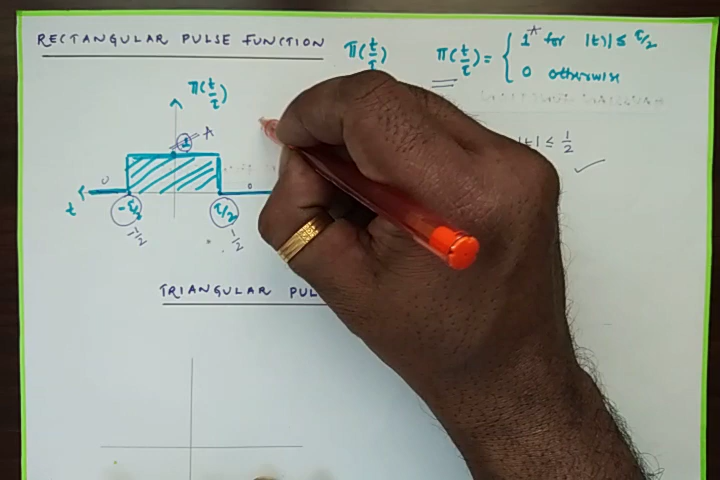 RECTANGULAR PULSE FUNCTION
π(t/τ)
π(t/τ) = { 1 A for |t| ≤ τ/2
0 otherwise
π(t/τ)
1 A
|t| ≤ 1/2
0
0
t
-τ/2
τ/2
-1/2
1/2
TRIANGULAR PUL